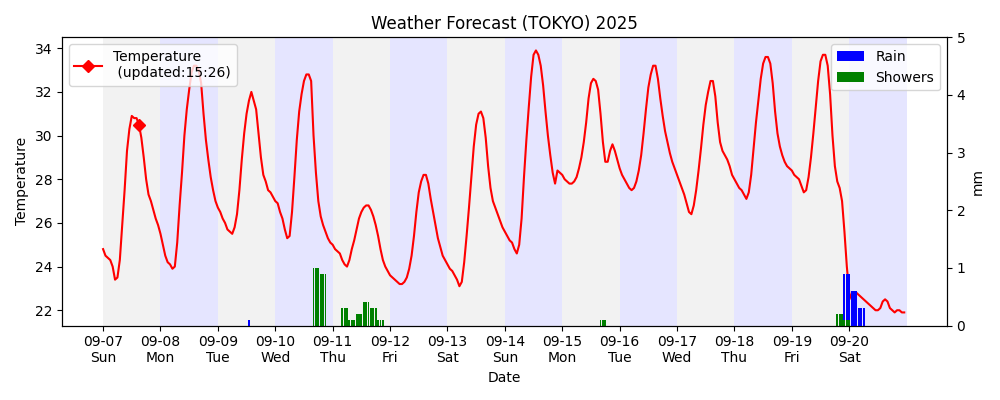 Weather Forecast (TOKYO) 2025
Temperature
(updated:15:26)
Rain
Showers
34
32
30
28
26
24
22
Temperature
5
4
3
2
1
0
mm
09-07 09-08 09-09 09-10 09-11 09-12 09-13 09-14 09-15 09-16 09-17 09-18 09-19 09-20
Sun Mon Tue Wed Thu Fri Sat Sun Mon Tue Wed Thu Fri Sat
Date